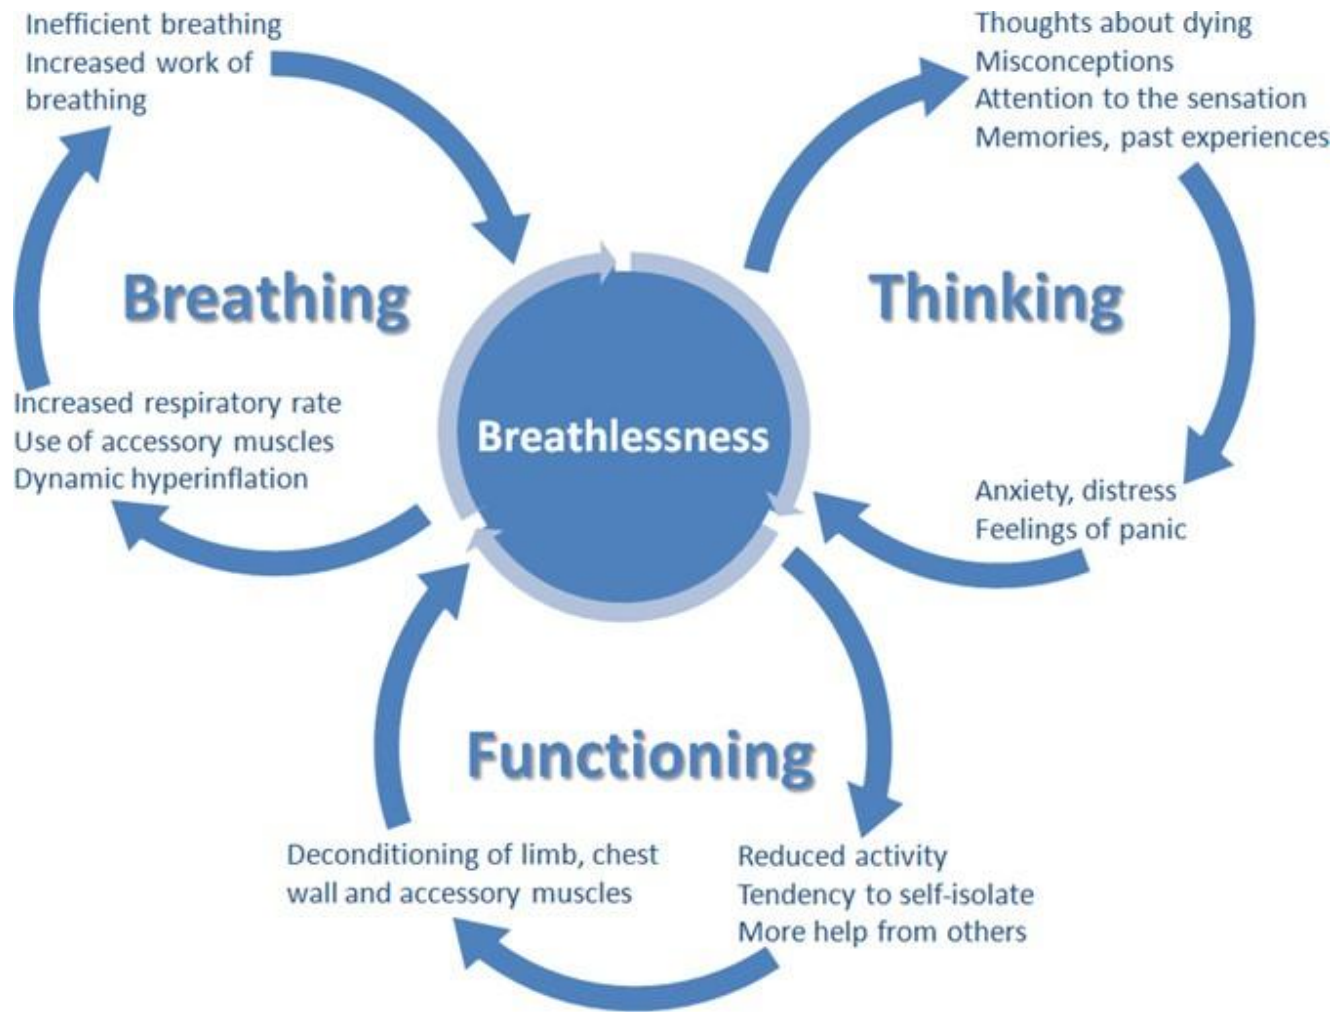 Inefficient breathing
Increased work of
breathing
Thoughts about dying
Misconceptions
Attention to the sensation
Memories, past experiences
Breathing
Thinking
Increased respiratory rate
Use of accessory muscles
Dynamic hyperinflation
Breathlessness
Anxiety, distress
Feelings of panic
Functioning
Deconditioning of limb, chest
wall and accessory muscles
Reduced activity
Tendency to self-isolate
More help from others